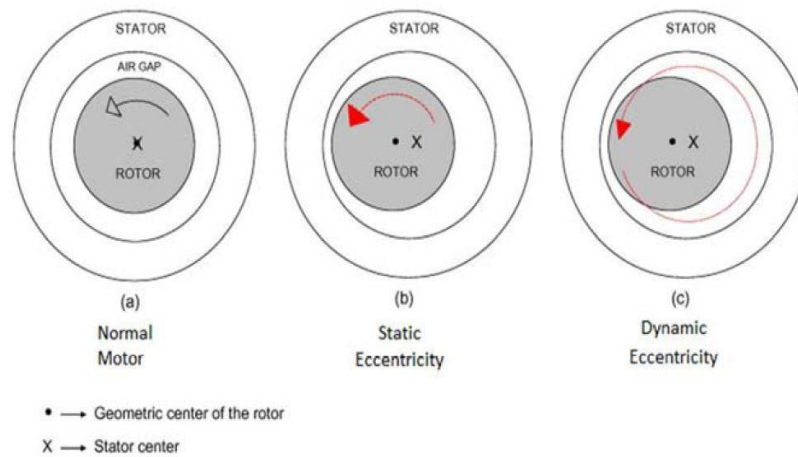 STATOR
AIR GAP
X
ROTOR
(a)
Normal
Motor
STATOR
X
ROTOR
(b)
Static
Eccentricity
STATOR
X
ROTOR
(c)
Dynamic
Eccentricity
• → Geometric center of the rotor
X → Stator center